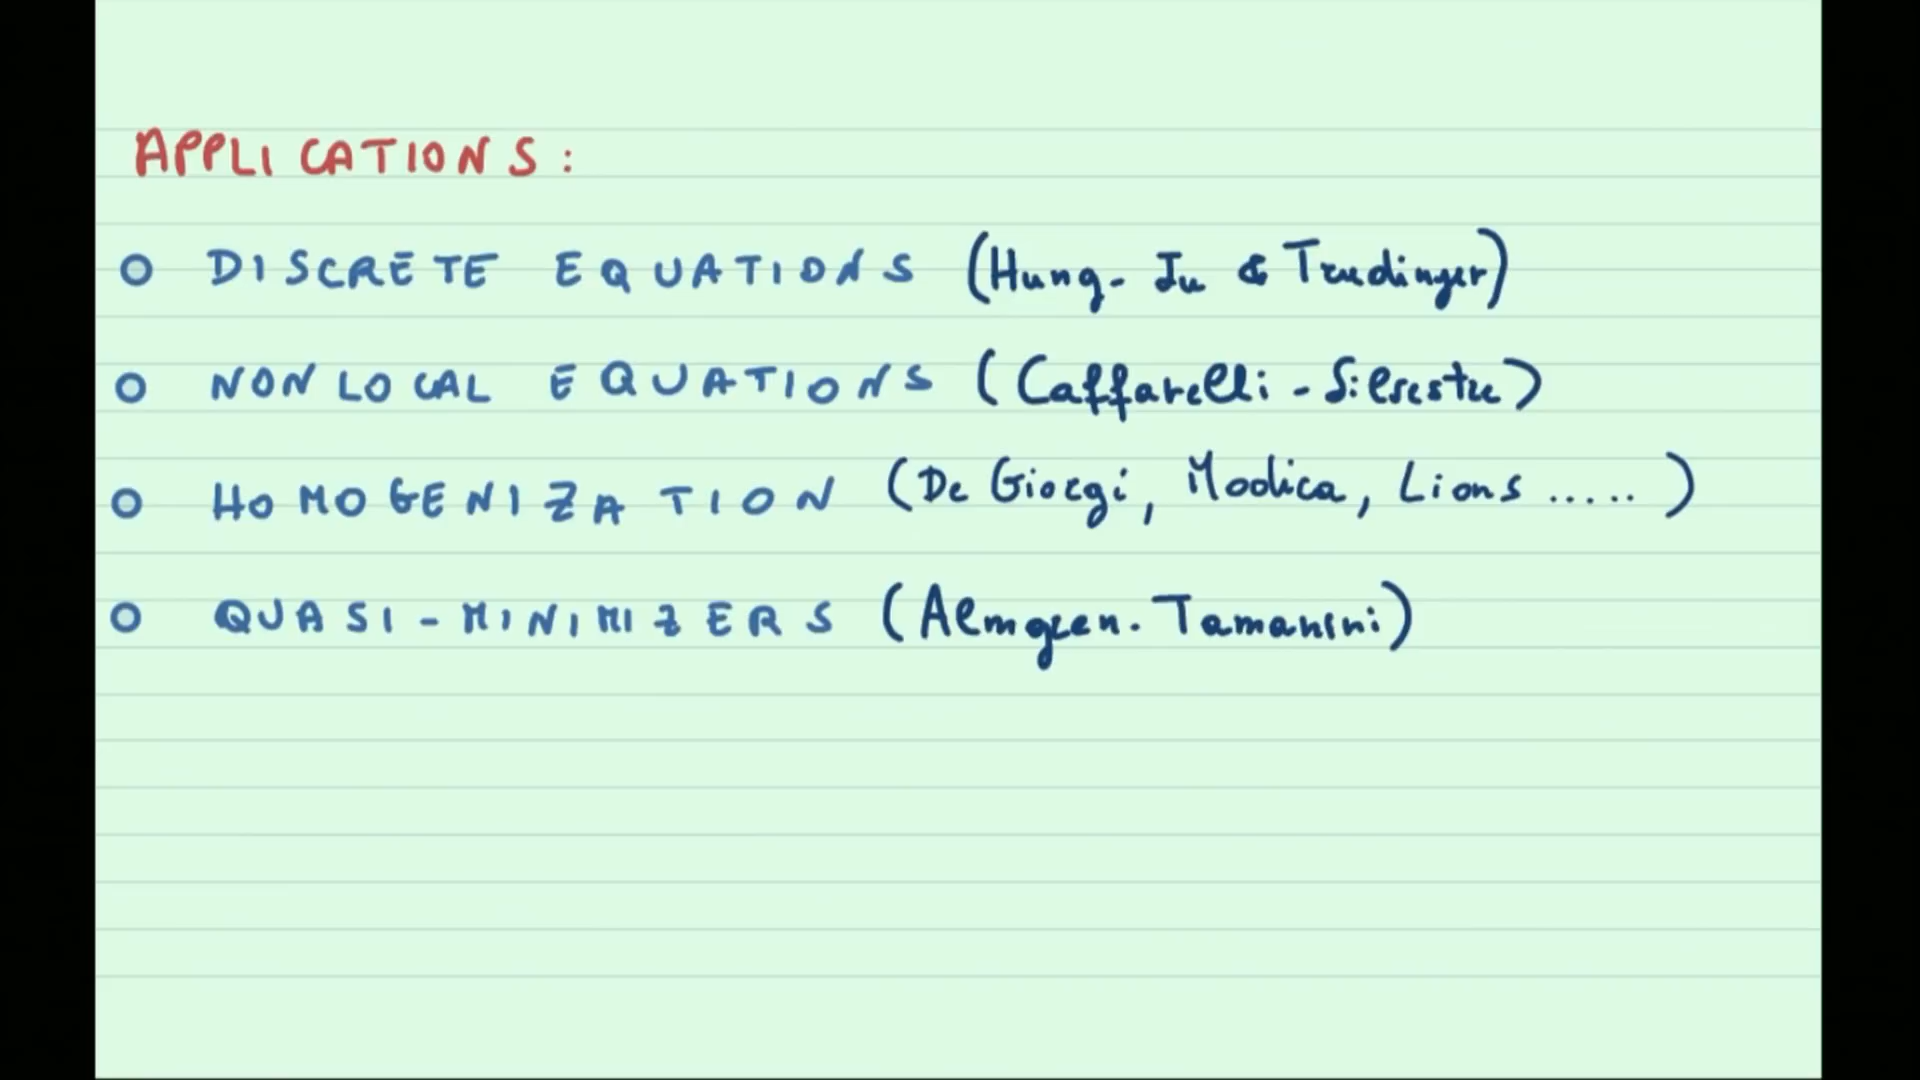 APPLICATIONS:
○ DISCRETE EQUATIONS (Hung-Ju & Trudinger)
○ NONLOCAL EQUATIONS (Caffarelli - Silvestre)
○ HOMOGENIZATION (De Giorgi, Modica, Lions .....)
○ QUASI-MINIMIZERS (Almgren-Tamanini)